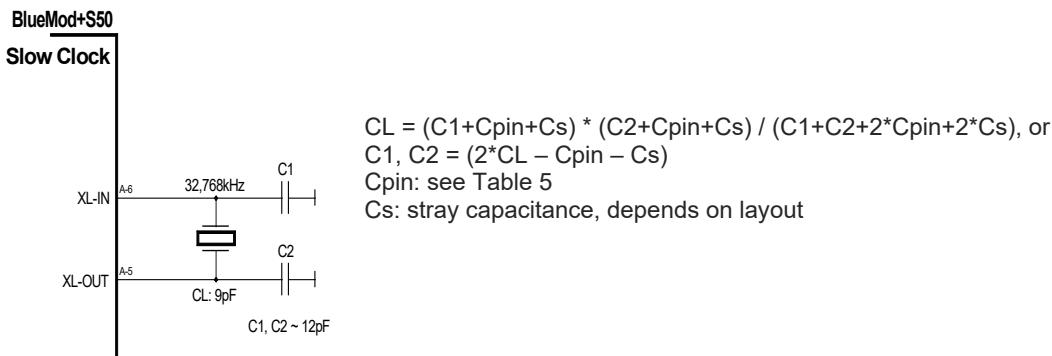 BlueMod+S50
Slow Clock
CL = (C1+Cpin+Cs) * (C2+Cpin+Cs) / (C1+C2+2*Cpin+2*Cs), or
C1, C2 = (2*CL – Cpin – Cs)
Cpin: see Table 5
Cs: stray capacitance, depends on layout
C1
XL-IN A-6 32,768kHz
C2
XL-OUT A-5
CL: 9pF
C1, C2 ~ 12pF